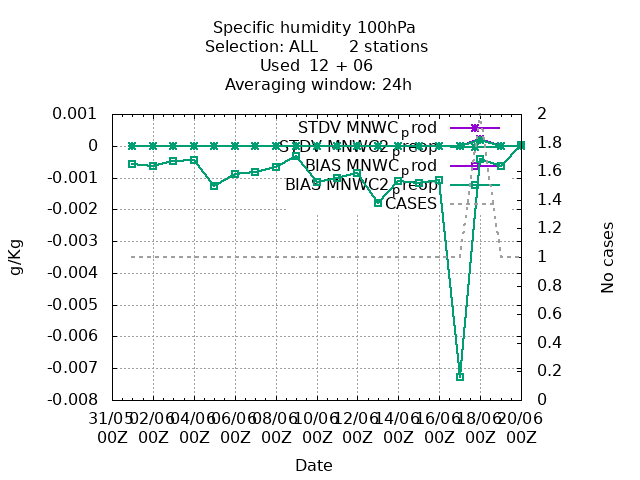 Specific humidity 100hPa
Selection: ALL 2 stations
Used 12 + 06
Averaging window: 24h
0.001
0
-0.001
-0.002
-0.003
-0.004
-0.005
-0.006
-0.007
-0.008
g/Kg
STDV MNWCprod
STDV MNWC2preop
BIAS MNWCprod
BIAS MNWC2preop
CASES
2
1.8
1.6
1.4
1.2
1
0.8
0.6
0.4
0.2
0
No cases
31/05 02/06 04/06 06/06 08/06 10/06 12/06 14/06 16/06 18/06 20/06
00Z 00Z 00Z 00Z 00Z 00Z 00Z 00Z 00Z 00Z 00Z
Date